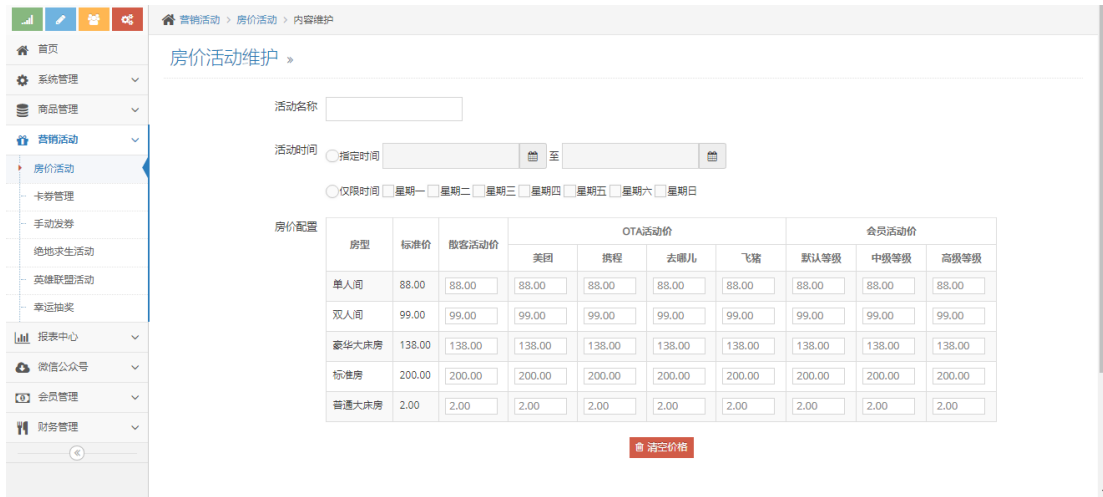 营销活动 > 房价活动 > 内容维护
首页
系统管理
商品管理
营销活动
房价活动
卡券管理
手动发券
绝地求生活动
英雄联盟活动
幸运抽奖
报表中心
微信公众号
会员管理
财务管理
房价活动维护 »
活动名称
活动时间 指定时间 至
仅限时间 星期一 星期二 星期三 星期四 星期五 星期六 星期日
房价配置
房型 标准价 散客活动价 OTA活动价 会员活动价
美团 携程 去哪儿 飞猪 默认等级 中级等级 高级等级
单人间 88.00 88.00 88.00 88.00 88.00 88.00 88.00 88.00 88.00
双人间 99.00 99.00 99.00 99.00 99.00 99.00 99.00 99.00 99.00
豪华大床房 138.00 138.00 138.00 138.00 138.00 138.00 138.00 138.00 138.00
标准房 200.00 200.00 200.00 200.00 200.00 200.00 200.00 200.00 200.00
普通大床房 2.00 2.00 2.00 2.00 2.00 2.00 2.00 2.00 2.00
清空价格